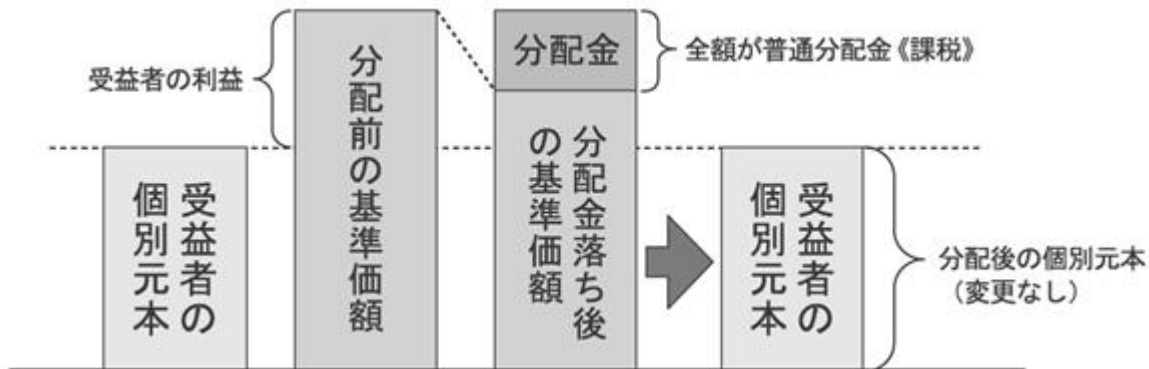 受益者の利益
受益者の
個別元本
分配前の基準価額
分配金
全額が普通分配金《課税》
分配金落ち後
の基準価額
受益者の
個別元本
分配後の個別元本
（変更なし）